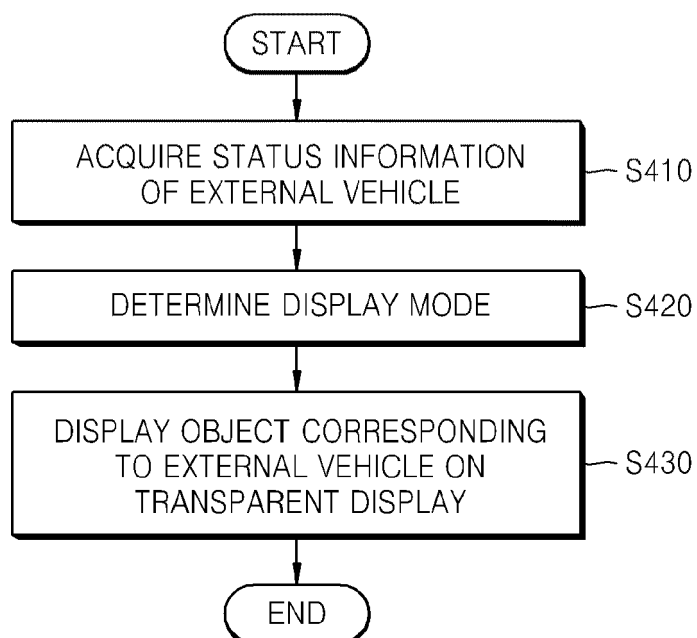 START
ACQUIRE STATUS INFORMATION
OF EXTERNAL VEHICLE
S410
DETERMINE DISPLAY MODE
S420
DISPLAY OBJECT CORRESPONDING
TO EXTERNAL VEHICLE ON
TRANSPARENT DISPLAY
S430
END